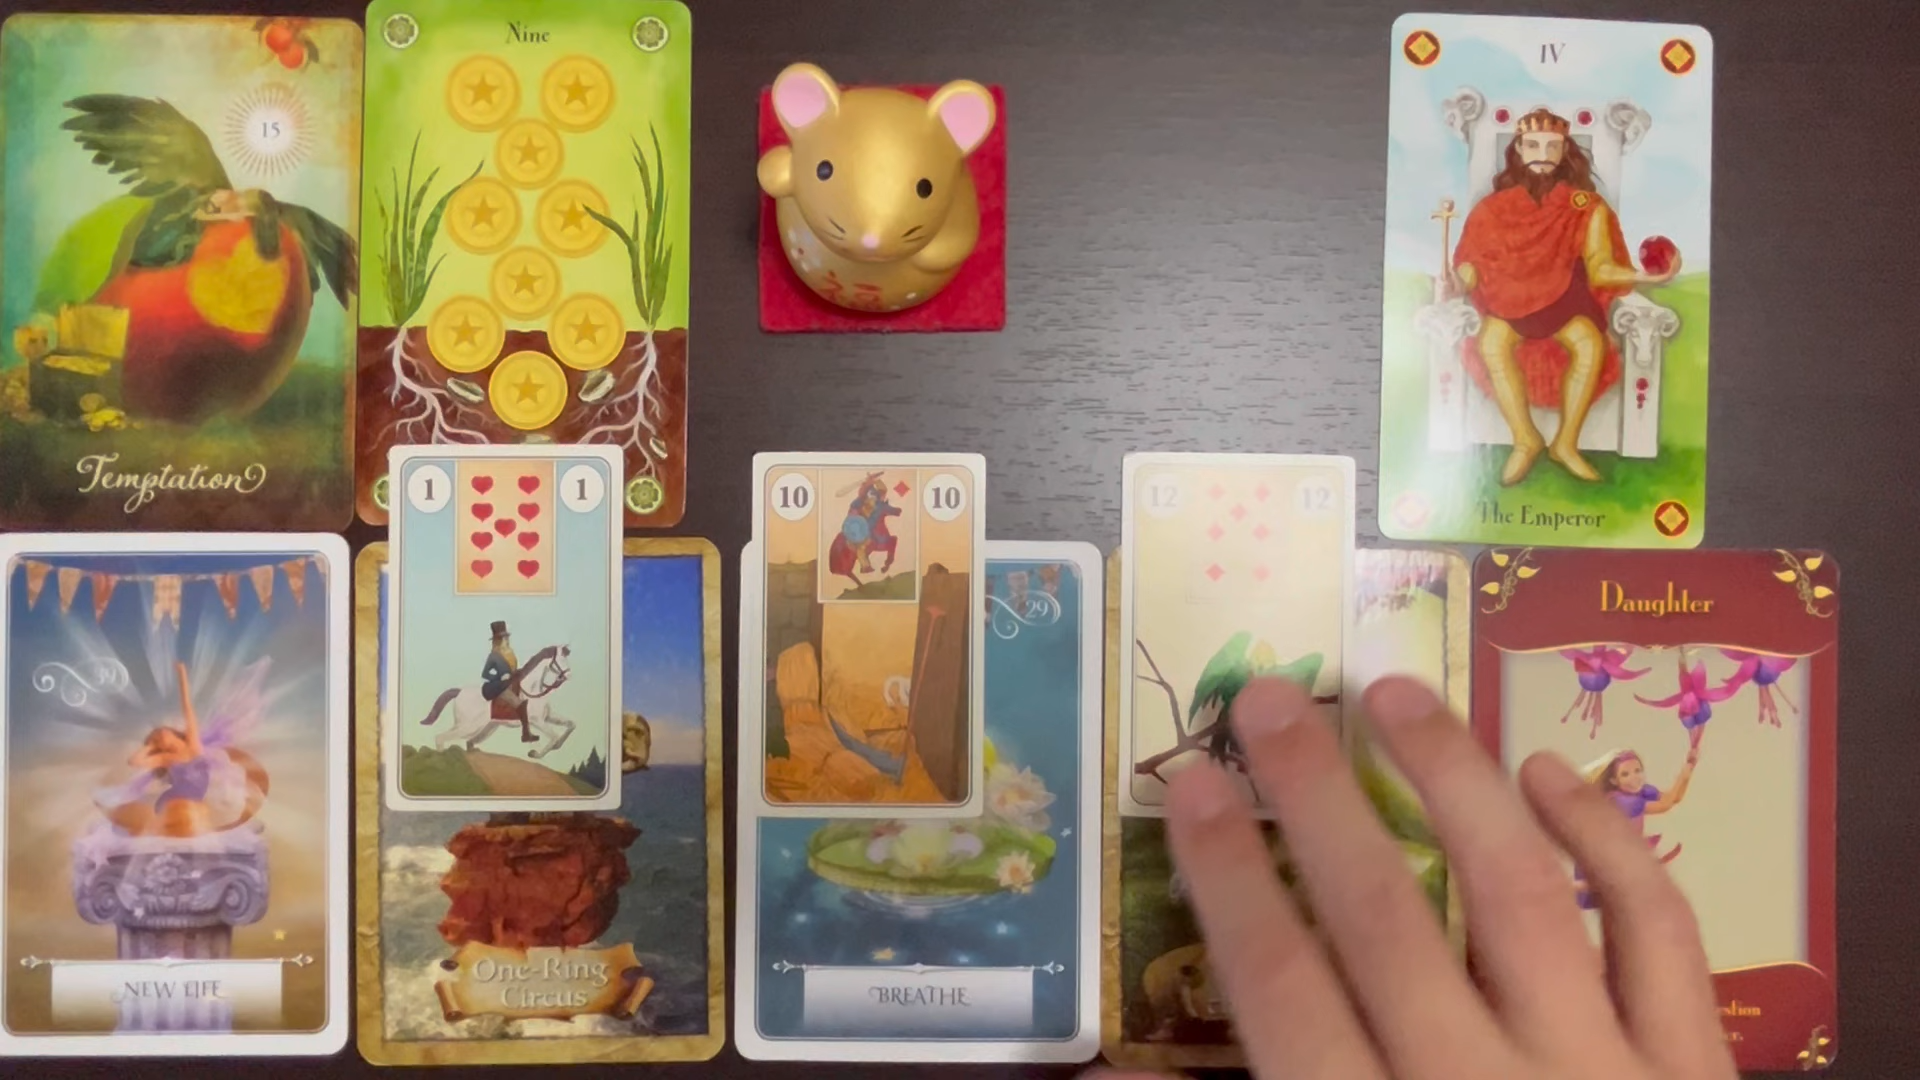 15
Temptation
Nine
IV
The Emperor
1 1
10 10
12 12
39
NEW LIFE
One-Ring
Circus
29
BREATHE
Daughter